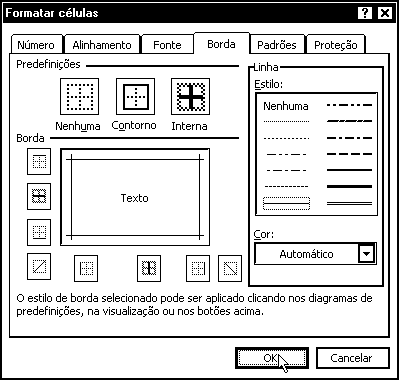 Formatar células
Número Alinhamento Fonte Borda Padrões Proteção
Predefinições
Nenhuma Contorno Interna
Borda
Texto
Linha
Estilo:
Nenhuma
Cor:
Automático
O estilo de borda selecionado pode ser aplicado clicando nos diagramas de
predefinições, na visualização ou nos botões acima.
OK Cancelar